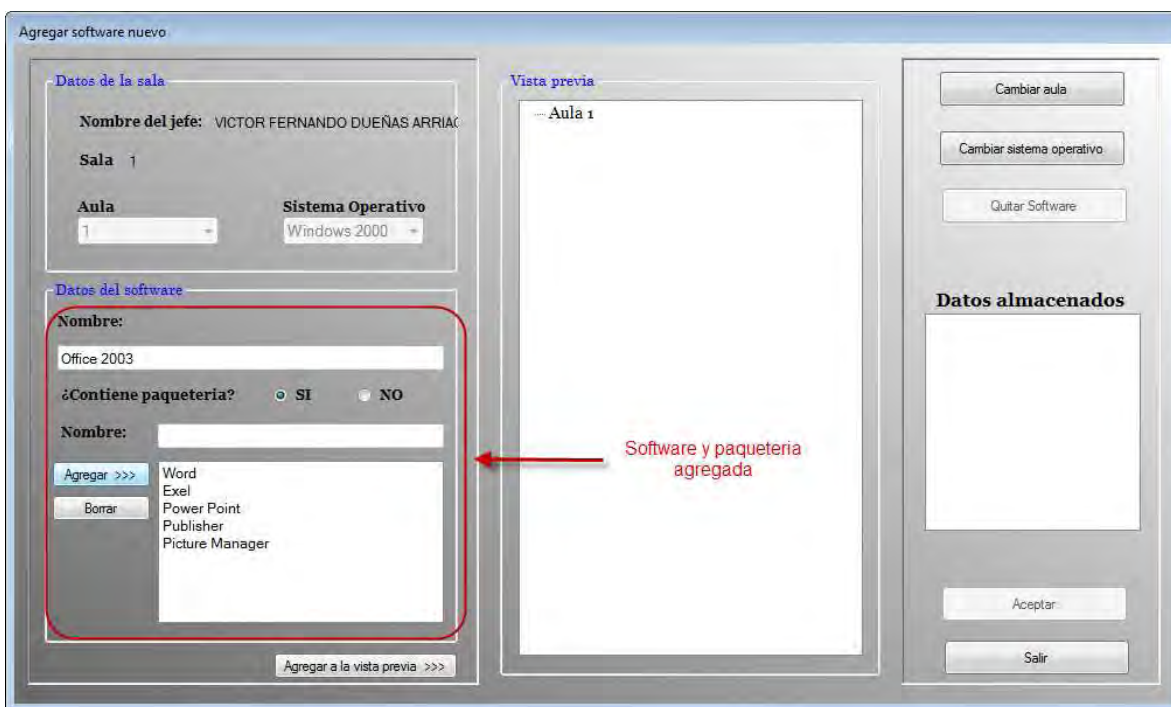 Agregar software nuevo
Datos de la sala
Nombre del jefe: VICTOR FERNANDO DUEÑAS ARRIAG
Sala 1
Aula
Sistema Operativo
1
Windows 2000
Datos del software
Nombre:
Office 2003
¿Contiene paqueteria? SI NO
Nombre:
Agregar >>>
Borrar
Word
Exel
Power Point
Publisher
Picture Manager
Agregar a la vista previa >>>
Vista previa
Aula 1
Software y paqueteria
agregada
Cambiar aula
Cambiar sistema operativo
Quitar Software
Datos almacenados
Aceptar
Salir